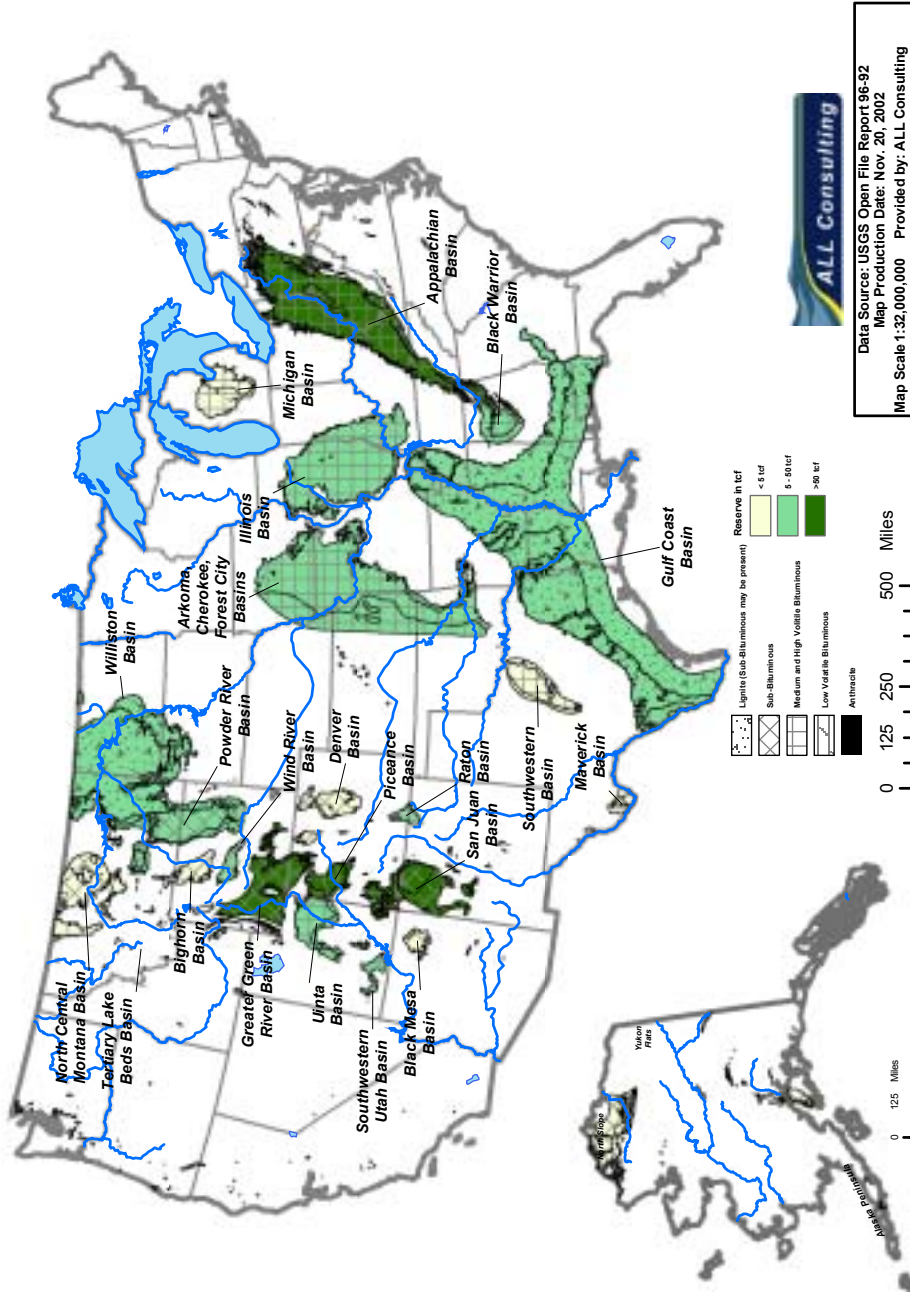 North Central
Montana Basin
Tertiary Lake
Beds Basin
Bighorn
Basin
Greater Green
River Basin
Uinta
Basin
Southwestern
Utah Basin
Black Mesa
Basin
Williston
Basin
Powder River
Basin
Wind River
Basin
Denver
Basin
Piceance
Basin
Raton
Basin
San Juan
Basin
Southwestern
Basin
Maverick
Basin
Arkoma,
Cherokee,
Forest City
Basins
Illinois
Basin
Michigan
Basin
Appalachian
Basin
Black Warrior
Basin
Gulf Coast
Basin
North Slope
Yukon
Flats
Alaska Peninsula
0 125 Miles
Lignite (Sub-Bituminous may be present)
Sub-Bituminous
Medium and High Volitile Bituminous
Low Volatile Bituminous
Anthracite
Reserve in tcf
< 5 tcf
5 - 50 tcf
>50 tcf
0 125 250 500 Miles
ALL Consulting
Data Source: USGS Open File Report 96-92
Map Production Date: Nov. 20, 2002
Map Scale 1:32,000,000 Provided by: ALL Consulting